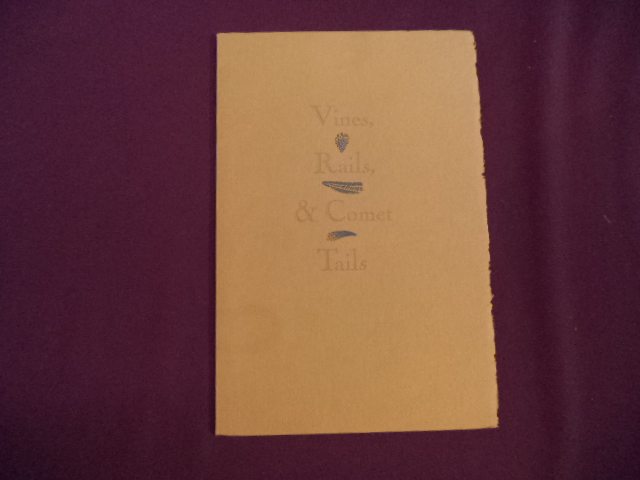 Vines,
Rails,
& Comet
Tails